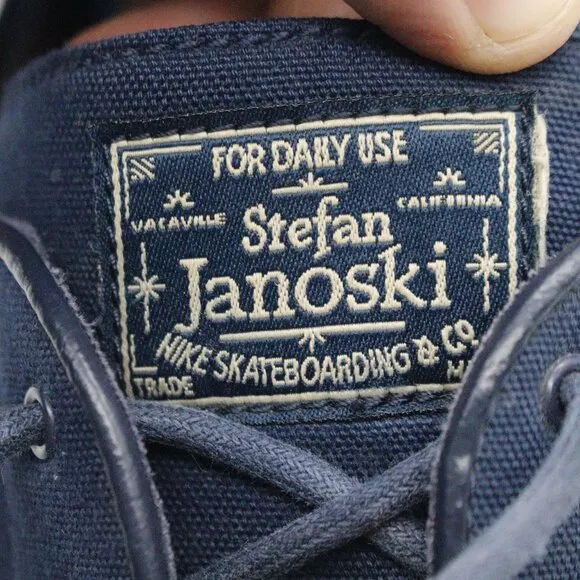 FOR DAILY USE
VACAVILLE
CALIFORNIA
Stefan
Janoski
NIKE SKATEBOARDING & CO.
TRADE